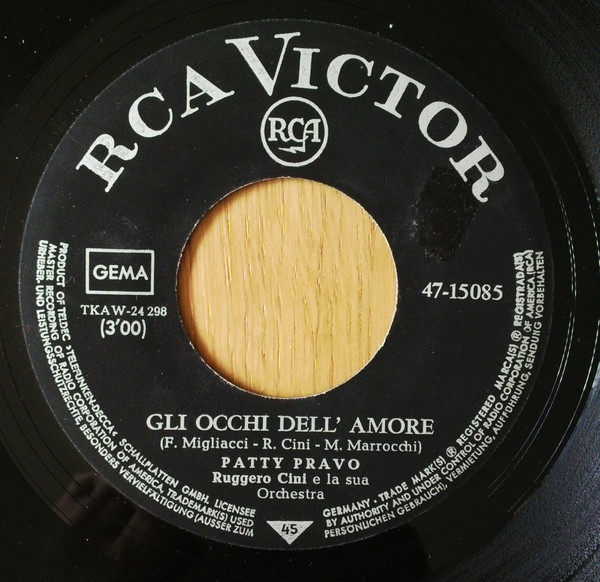 RCA VICTOR
RCA
GEMA
TKAW-24 298
(3′00)
47-15085
GLI OCCHI DELL' AMORE
(F. Migliacci - R. Cini - M. Marrocchi)
PATTY PRAVO
Ruggero Cini e la sua
Orchestra
45
PRODUCT OF TELDEC »TELEFUNKEN-DECCA« SCHALLPLATTEN GMBH. LICENSEE
MASTER RECORDING OF RADIO CORPORATION OF AMERICA TRADEMARK(S) USED
URHEBER- UND LEISTUNGSSCHUTZRECHTE, BESONDERS VERVIELFÄLTIGUNG (AUSSER ZUM
GERMANY · TRADE MARK(S) ® REGISTERED · MARCA(S) ® REGISTRADA(S)
BY AUTHORITY AND UNDER CONTROL OF RADIO CORPORATION OF AMERICA (RCA)
PERSÖNLICHEN GEBRAUCH), VERMIETUNG, AUFFÜHRUNG, SENDUNG VORBEHALTEN